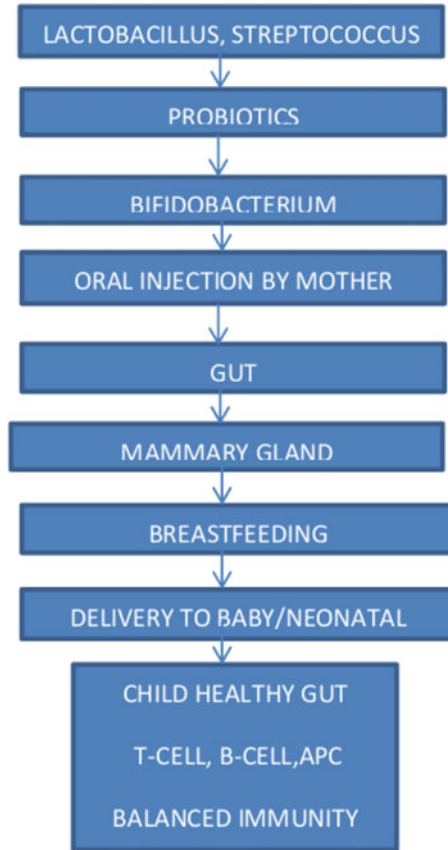 LACTOBACILLUS, STREPTOCOCCUS
PROBIOTICS
BIFIDOBACTERIUM
ORAL INJECTION BY MOTHER
GUT
MAMMARY GLAND
BREASTFEEDING
DELIVERY TO BABY/NEONATAL
CHILD HEALTHY GUT
T-CELL, B-CELL,APC
BALANCED IMMUNITY